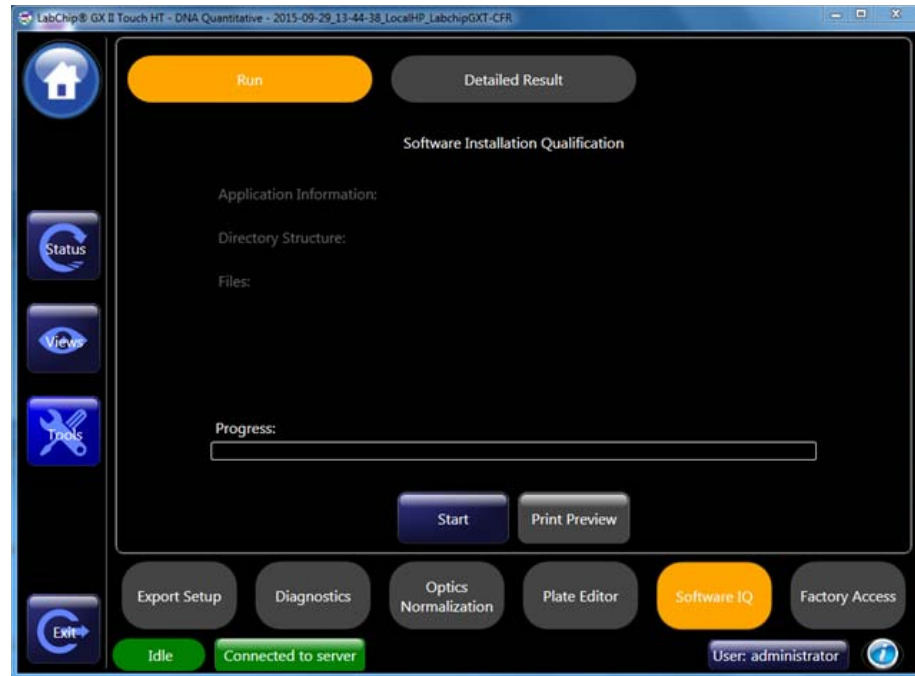 LabChip® GX II Touch HT - DNA Quantitative - 2015-09-29_13-44-38_LocalHP_LabchipGXT-CFR
Run
Detailed Result
Software Installation Qualification
Application Information:
Directory Structure:
Files:
Status
Views
Tools
Progress:
Start
Print Preview
Export Setup
Diagnostics
Optics
Normalization
Plate Editor
Software IQ
Factory Access
Exit
Idle
Connected to server
User: administrator